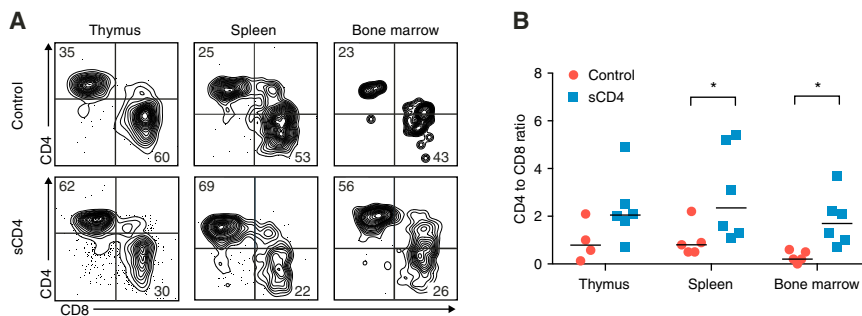 A
Thymus
Spleen
Bone marrow
Control
CD4
35
60
25
53
23
43
sCD4
CD4
62
30
69
22
56
26
CD8
B
Control
sCD4
*
*
CD4 to CD8 ratio
8
6
4
2
0
Thymus
Spleen
Bone marrow